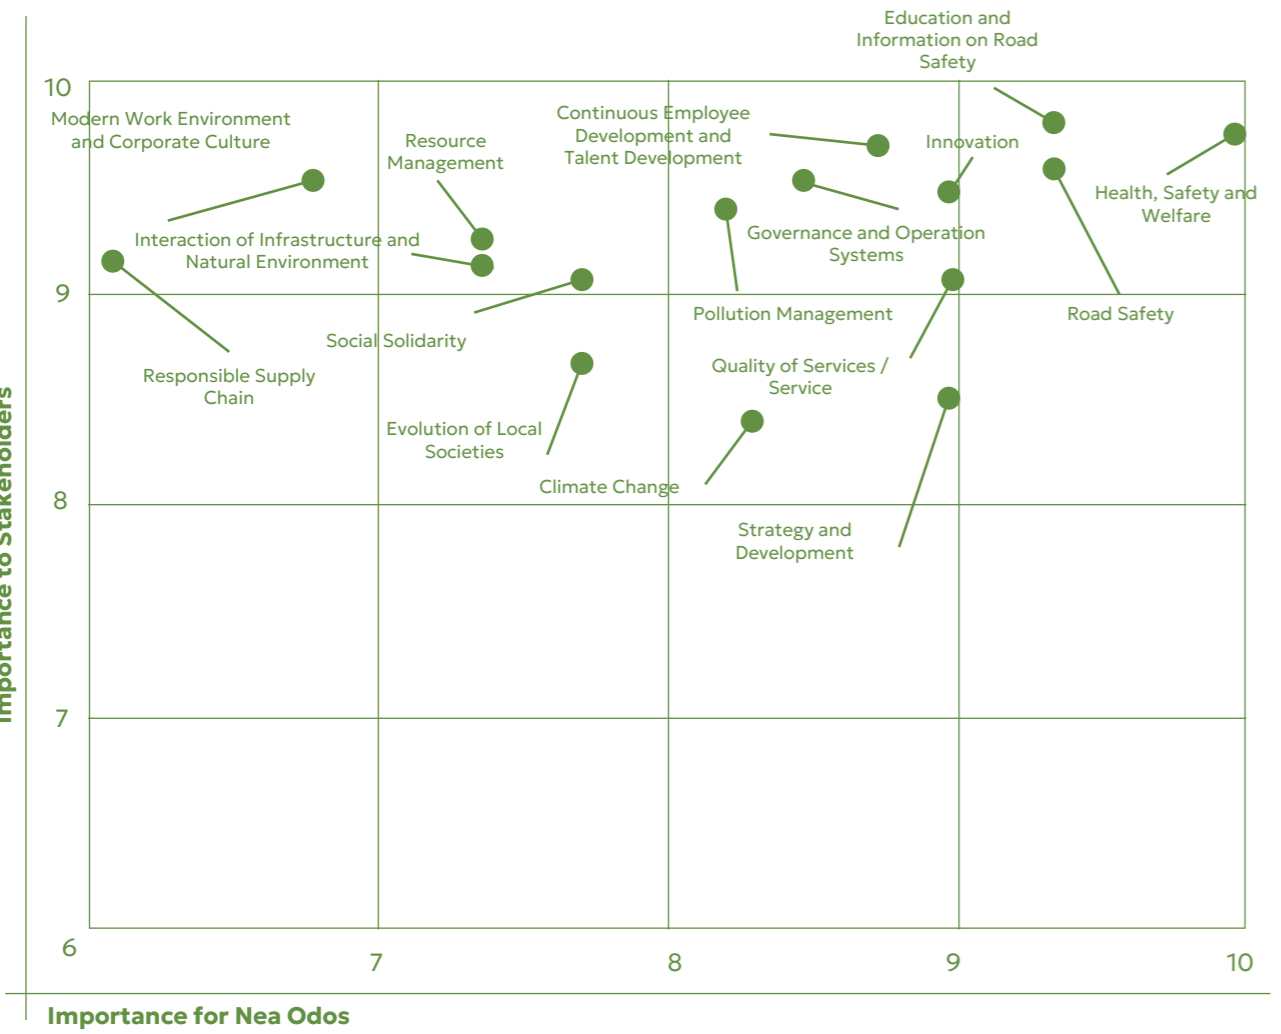 Education and
Information on Road
Safety
10
Modern Work Environment
and Corporate Culture
Resource
Management
Continuous Employee
Development and
Talent Development
Innovation
Health, Safety and
Welfare
Interaction of Infrastructure and
Natural Environment
Governance and Operation
Systems
9
Social Solidarity
Pollution Management
Road Safety
Responsible Supply
Chain
Quality of Services /
Service
Evolution of Local
Societies
Climate Change
8
Strategy and
Development
7
6
7
8
9
10
Importance to Stakeholders
Importance for Nea Odos